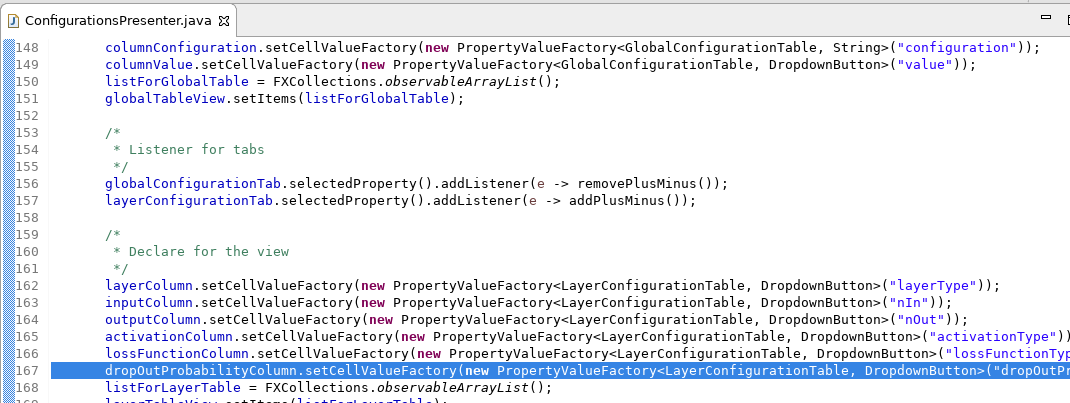 ConfigurationsPresenter.java
148 columnConfiguration.setCellValueFactory(new PropertyValueFactory<GlobalConfigurationTable, String>("configuration"));
149 columnValue.setCellValueFactory(new PropertyValueFactory<GlobalConfigurationTable, DropdownButton>("value"));
150 listForGlobalTable = FXCollections.observableArrayList();
151 globalTableView.setItems(listForGlobalTable);
152
153 /*
154 * Listener for tabs
155 */
156 globalConfigurationTab.selectedProperty().addListener(e -> removePlusMinus());
157 layerConfigurationTab.selectedProperty().addListener(e -> addPlusMinus());
158
159 /*
160 * Declare for the view
161 */
162 layerColumn.setCellValueFactory(new PropertyValueFactory<LayerConfigurationTable, DropdownButton>("layerType"));
163 inputColumn.setCellValueFactory(new PropertyValueFactory<LayerConfigurationTable, DropdownButton>("nIn"));
164 outputColumn.setCellValueFactory(new PropertyValueFactory<LayerConfigurationTable, DropdownButton>("nOut"));
165 activationColumn.setCellValueFactory(new PropertyValueFactory<LayerConfigurationTable, DropdownButton>("activationType"))
166 lossFunctionColumn.setCellValueFactory(new PropertyValueFactory<LayerConfigurationTable, DropdownButton>("lossFunctionTyp
167 dropOutProbabilityColumn.setCellValueFactory(new PropertyValueFactory<LayerConfigurationTable, DropdownButton>("dropOutPr
168 listForLayerTable = FXCollections.observableArrayList();
169 layerTableView.setItems(listForLayerTable);